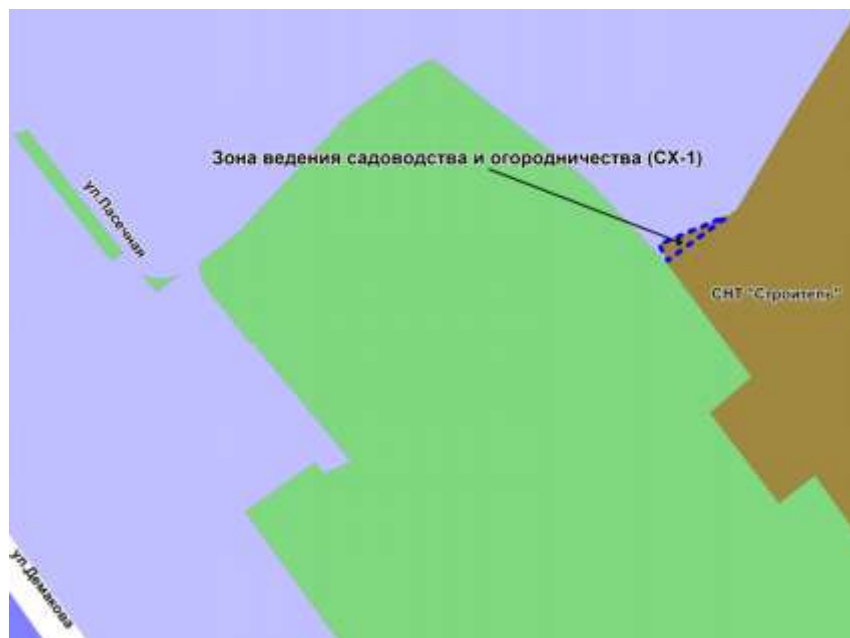 Зона ведения садоводства и огородничества (СХ-1)
ул.Пасечная
СНТ "Строитель"
ул.Демакова